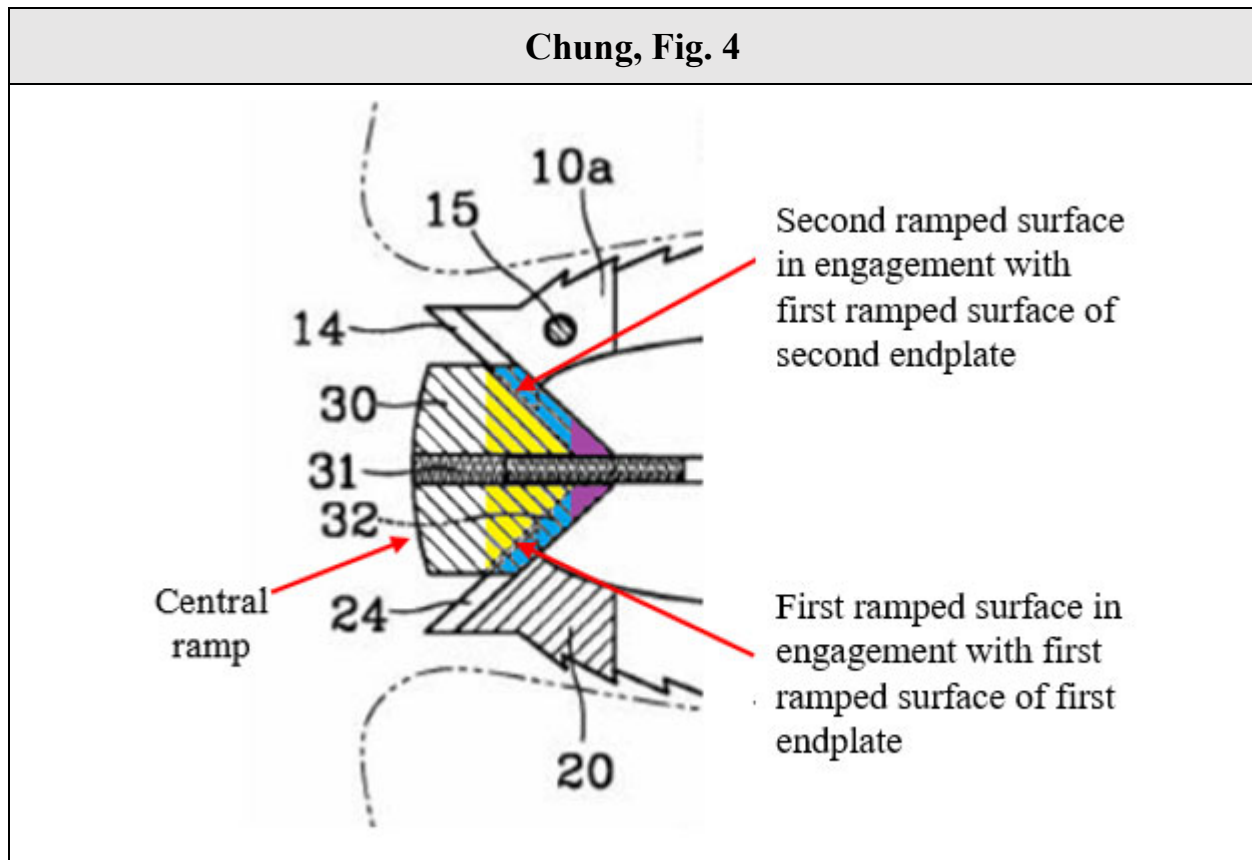 Chung, Fig. 4
10a
15
14
30
31
32
24
20
Second ramped surface
in engagement with
first ramped surface of
second endplate
Central
ramp
First ramped surface in
engagement with first
ramped surface of first
endplate